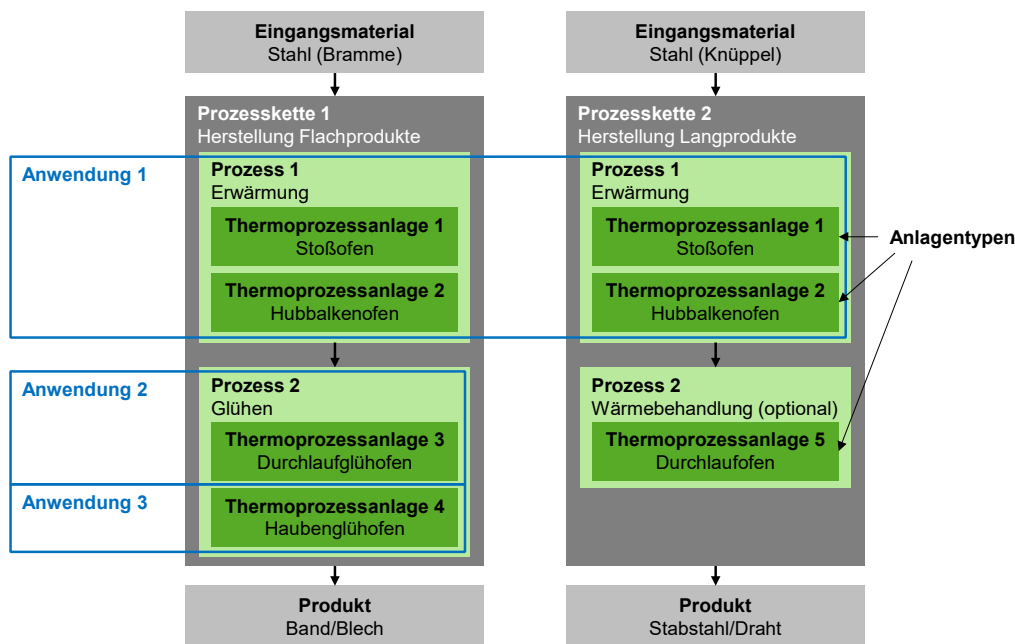 Eingangsmaterial
Stahl (Bramme)
Eingangsmaterial
Stahl (Knüppel)
Prozesskette 1
Herstellung Flachprodukte
Prozesskette 2
Herstellung Langprodukte
Anwendung 1
Prozess 1
Erwärmung
Thermoprozessanlage 1
Stoßofen
Thermoprozessanlage 2
Hubbalkenofen
Prozess 1
Erwärmung
Thermoprozessanlage 1
Stoßofen
Thermoprozessanlage 2
Hubbalkenofen
Anlagentypen
Anwendung 2
Prozess 2
Glühen
Thermoprozessanlage 3
Durchlaufglühofen
Anwendung 3
Thermoprozessanlage 4
Haubenglühofen
Prozess 2
Wärmebehandlung (optional)
Thermoprozessanlage 5
Durchlaufofen
Produkt
Band/Blech
Produkt
Stabstahl/Draht